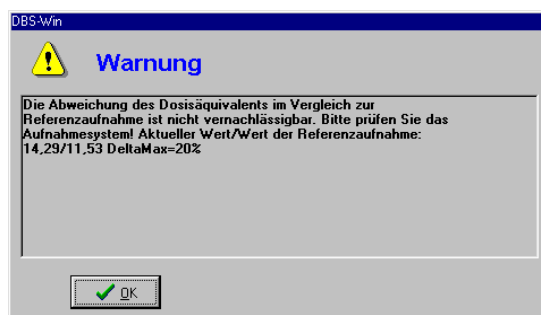 DBS-Win
Warnung
Die Abweichung des Dosisäquivalents im Vergleich zur
Referenzaufnahme ist nicht vernachlässigbar. Bitte prüfen Sie das
Aufnahmesystem! Aktueller Wert/Wert der Referenzaufnahme:
14,29/11,53 DeltaMax=20%
OK